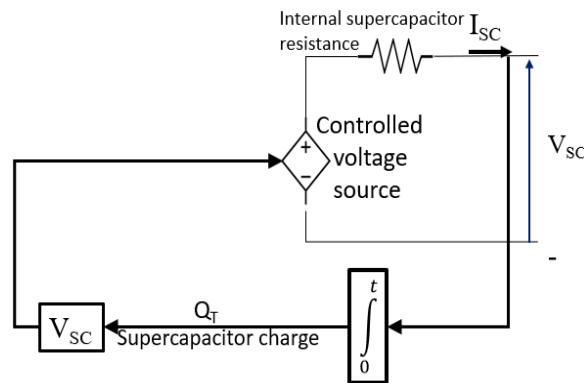 Internal supercapacitor
resistance
I_SC
+
−
Controlled
voltage
source
V_SC
-
V_SC
Q_T
Supercapacitor charge
∫
t
0